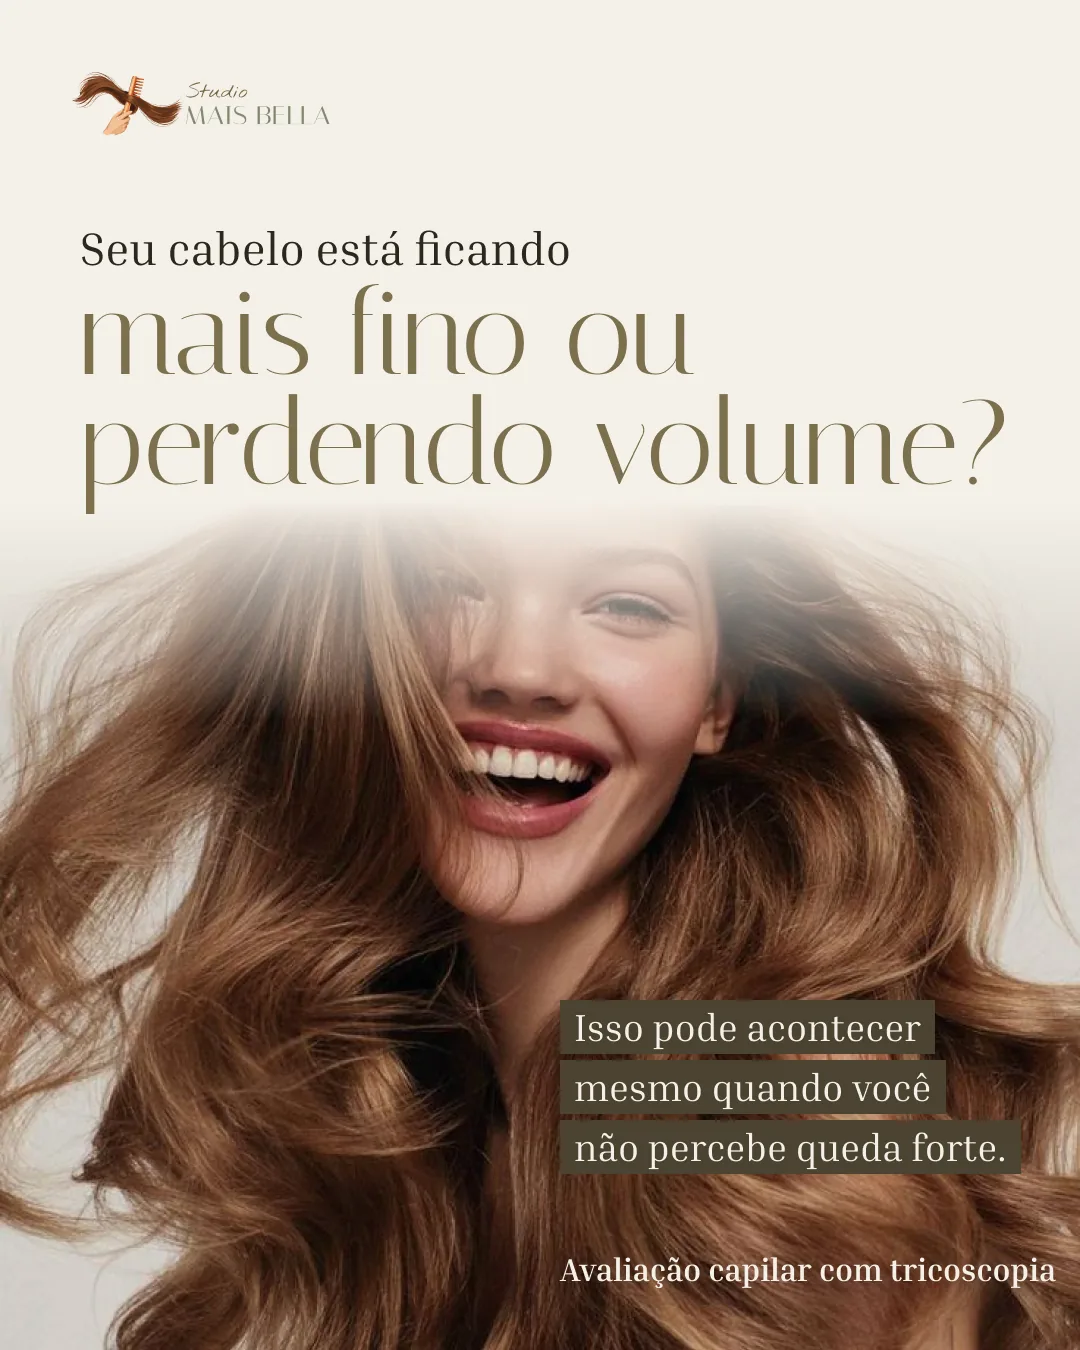 Studio
MAIS BELLA
Seu cabelo está ficando
mais fino ou
perdendo volume?
Isso pode acontecer
mesmo quando você
não percebe queda forte.
Avaliação capilar com tricoscopia